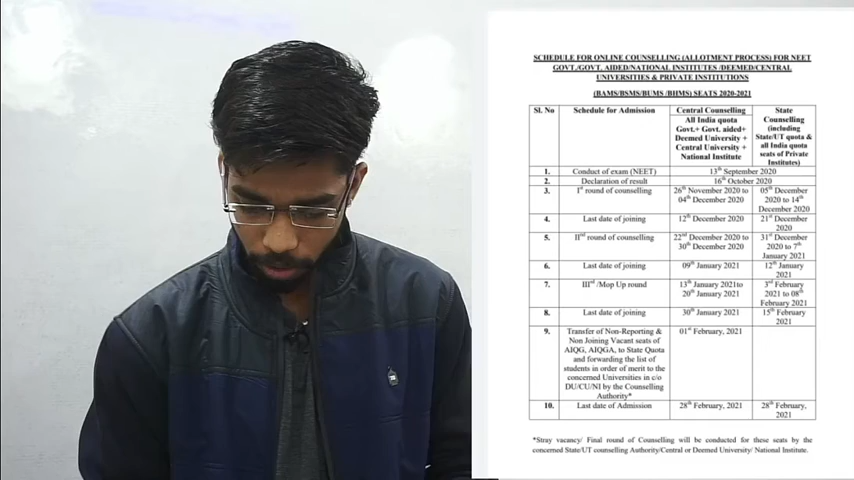 SCHEDULE FOR ONLINE COUNSELLING (ALLOTMENT PROCESS) FOR NEET
GOVT./GOVT. AIDED/NATIONAL INSTITUTES /DEEMED/CENTRAL
UNIVERSITIES & PRIVATE INSTITUTIONS
(BAMS/BSMS/BUMS /BHMS) SEATS 2020-2021
Sl. No Schedule for Admission Central Counselling State
All India quota Counselling
Govt.+ Govt. aided+ (including
Deemed University + State/UT quota &
Central University + all India quota
National Institute seats of Private
Institutes)
1. Conduct of exam (NEET) 13th September 2020
2. Declaration of result 16th October 2020
3. Ist round of counselling 26th November 2020 to 05th December
04th December 2020 2020 to 14th
December 2020
4. Last date of joining 12th December 2020 21st December
2020
5. IInd round of counselling 22nd December 2020 to 31st December
30th December 2020 2020 to 7th
January 2021
6. Last date of joining 09th January 2021 12th January
2021
7. IIIrd /Mop Up round 13th January 2021to 3rd February
20th January 2021 2021 to 08th
February 2021
8. Last date of joining 30th January 2021 15th February
2021
9. Transfer of Non-Reporting & 01st February, 2021
Non Joining Vacant seats of
AIQG, AIQGA, to State Quota
and forwarding the list of
students in order of merit to the
concerned Universities in c/o
DU/CU/NI by the Counselling
Authority*
10. Last date of Admission 28th February, 2021 28th February,
2021
*Stray vacancy/ Final round of Counselling will be conducted for these seats by the
concerned State/UT counselling Authority/Central or Deemed University/ National Institute.